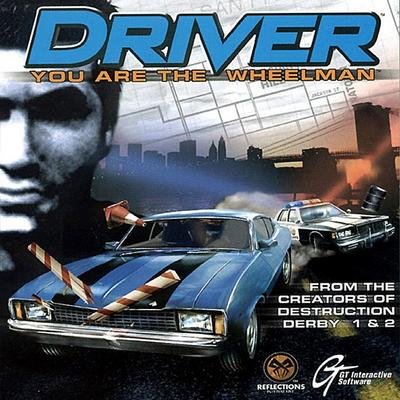 DRIVER
YOU ARE THE WHEELMAN
FROM THE
CREATORS OF
DESTRUCTION
DERBY 1 & 2
REFLECTIONS
GT Interactive
Software